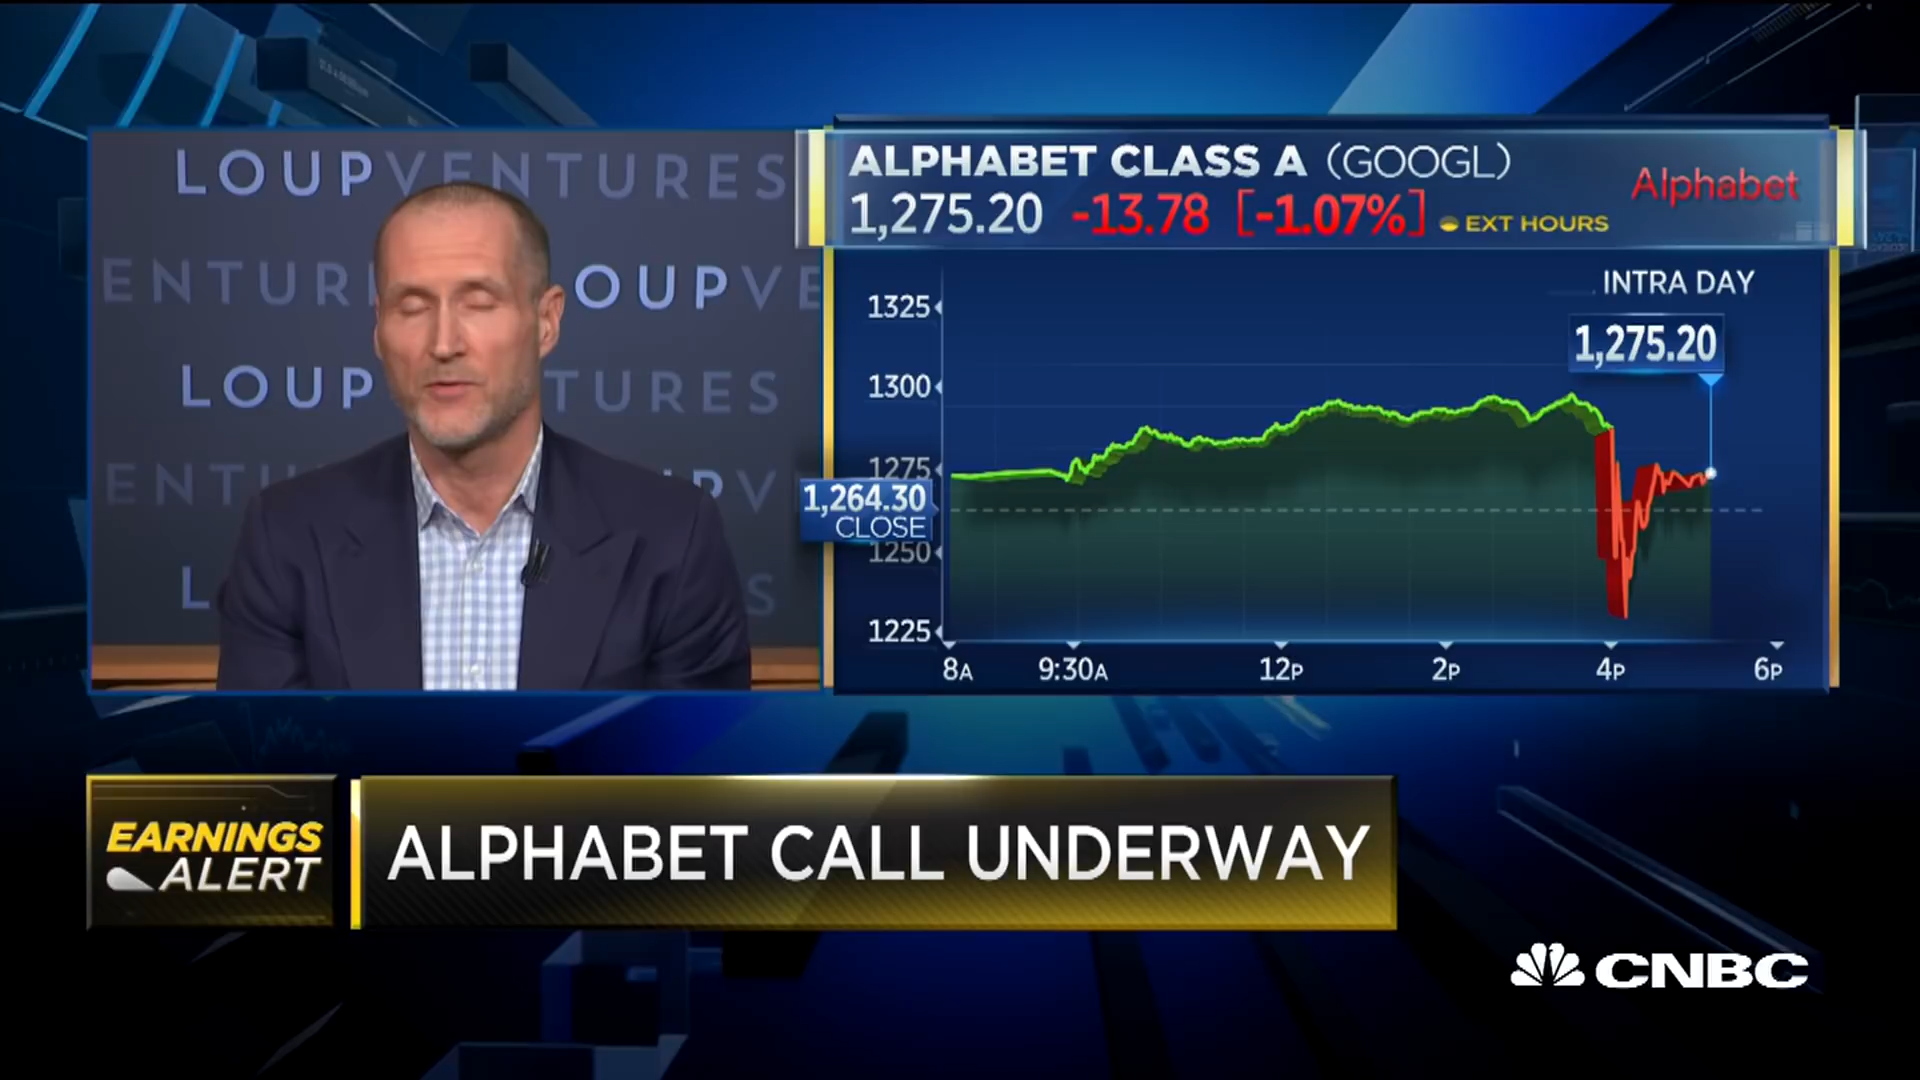 LOUPVENTURES
ENTUR OUPVE
LOUP TURES
ENTU UPV
L S
ALPHABET CLASS A (GOOGL)
1,275.20 -13.78 [-1.07%] EXT HOURS
Alphabet
INTRA DAY
1,275.20
1325
1300
1275
1,264.30
CLOSE
1250
1225
8A 9:30A 12P 2P 4P 6P
EARNINGS
ALERT
ALPHABET CALL UNDERWAY
CNBC